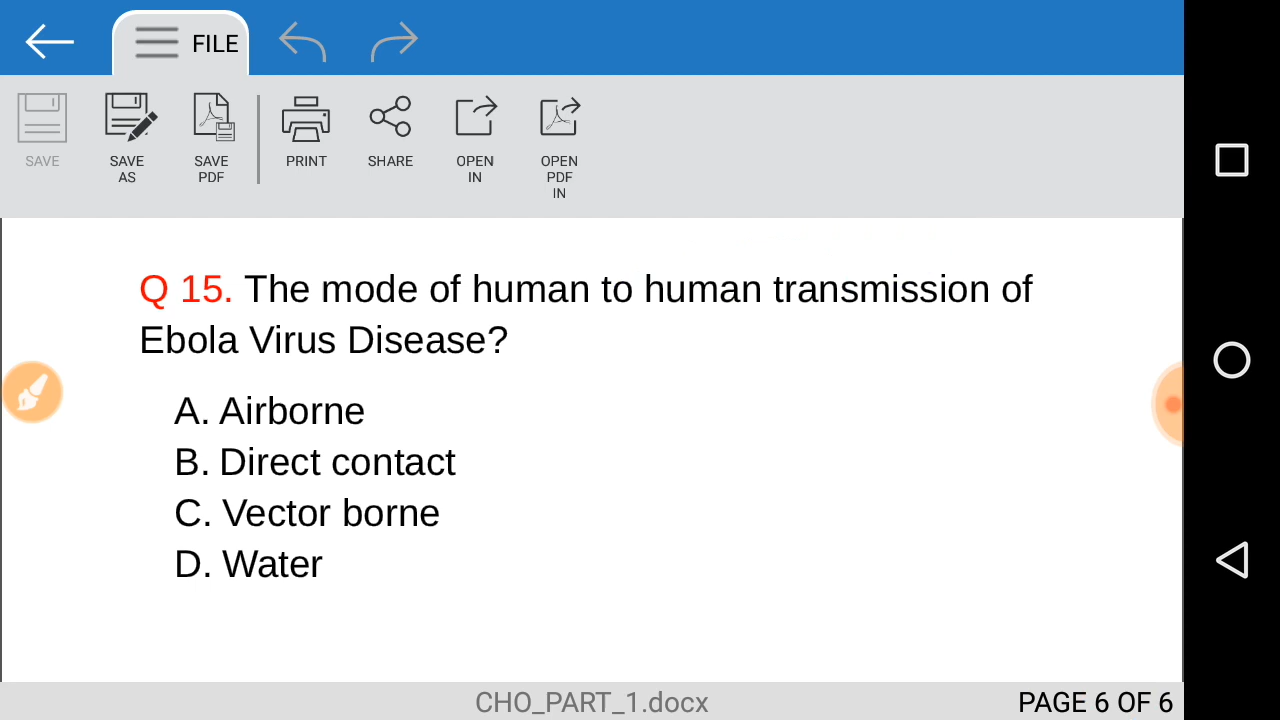 FILE
SAVE
SAVE
AS
SAVE
PDF
PRINT
SHARE
OPEN
IN
OPEN
PDF
IN
Q 15. The mode of human to human transmission of
Ebola Virus Disease?
A. Airborne
B. Direct contact
C. Vector borne
D. Water
CHO_PART_1.docx
PAGE 6 OF 6